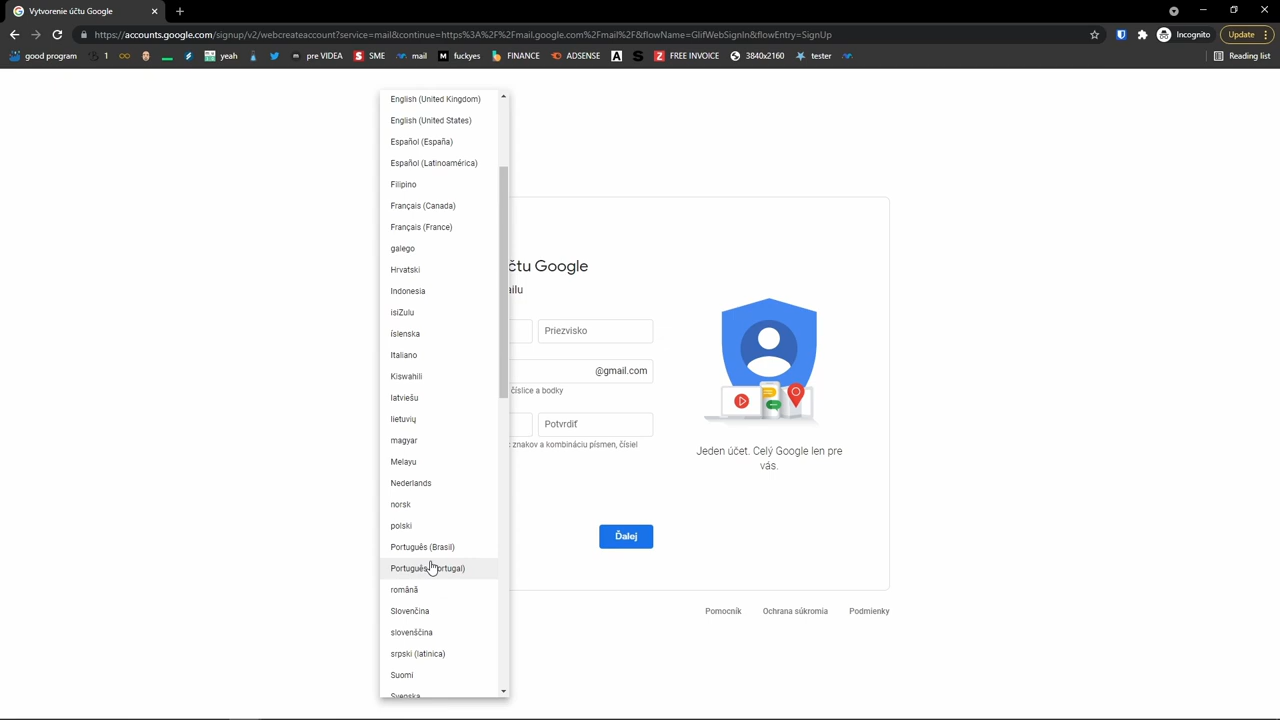 Vytvorenie účtu Google
https://accounts.google.com/signup/v2/webcreateaccount?service=mail&continue=https%3A%2F%2Fmail.google.com%2Fmail%2F&flowName=GlifWebSignIn&flowEntry=SignUp
Incognito
Update
good program
1
yeah
pre VIDEA
SME
mail
fuckyes
FINANCE
ADSENSE
FREE INVOICE
3840x2160
tester
Reading list
English (United Kingdom)
English (United States)
Español (España)
Español (Latinoamérica)
Filipino
Français (Canada)
Français (France)
galego
Hrvatski
Indonesia
isiZulu
íslenska
Italiano
Kiswahili
latviešu
lietuvių
magyar
Melayu
Nederlands
norsk
polski
Português (Brasil)
Português ortugal)
română
Slovenčina
slovenščina
srpski (latinica)
Suomi
Svenska
čtu Google
ailu
Priezvisko
@gmail.com
číslice a bodky
Potvrdiť
znakov a kombináciu písmen, čísiel
Ďalej
Jeden účet. Celý Google len pre
vás.
Pomocník
Ochrana súkromia
Podmienky